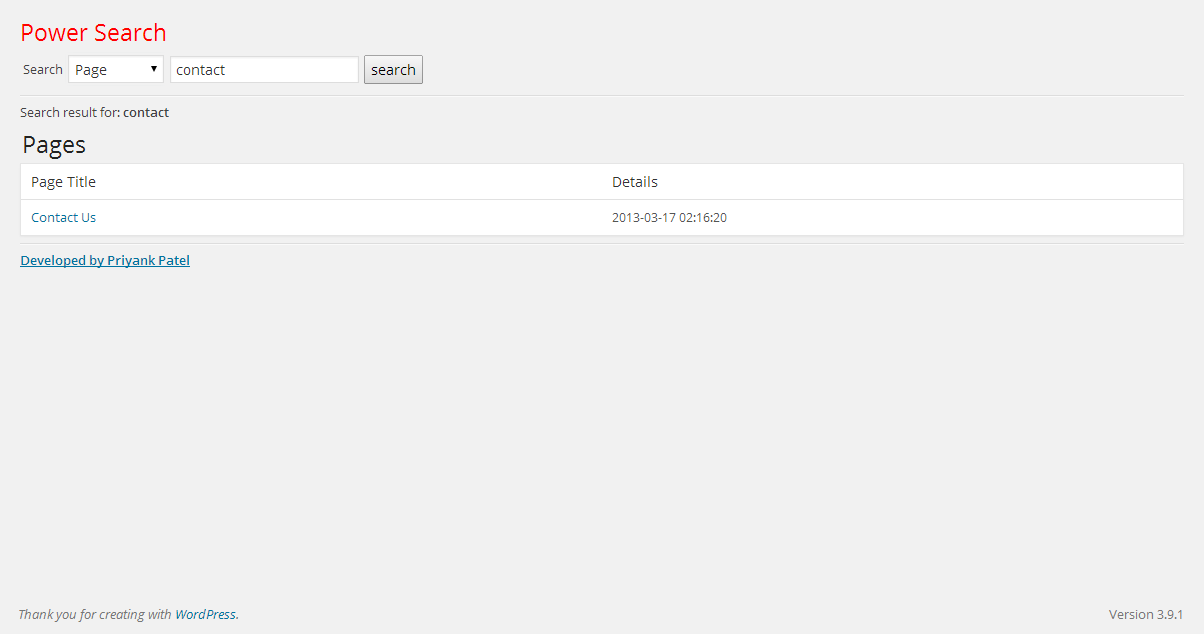 Power Search
Search Page contact search
Search result for: contact
Pages
Page Title Details
Contact Us 2013-03-17 02:16:20
Developed by Priyank Patel
Thank you for creating with WordPress. Version 3.9.1